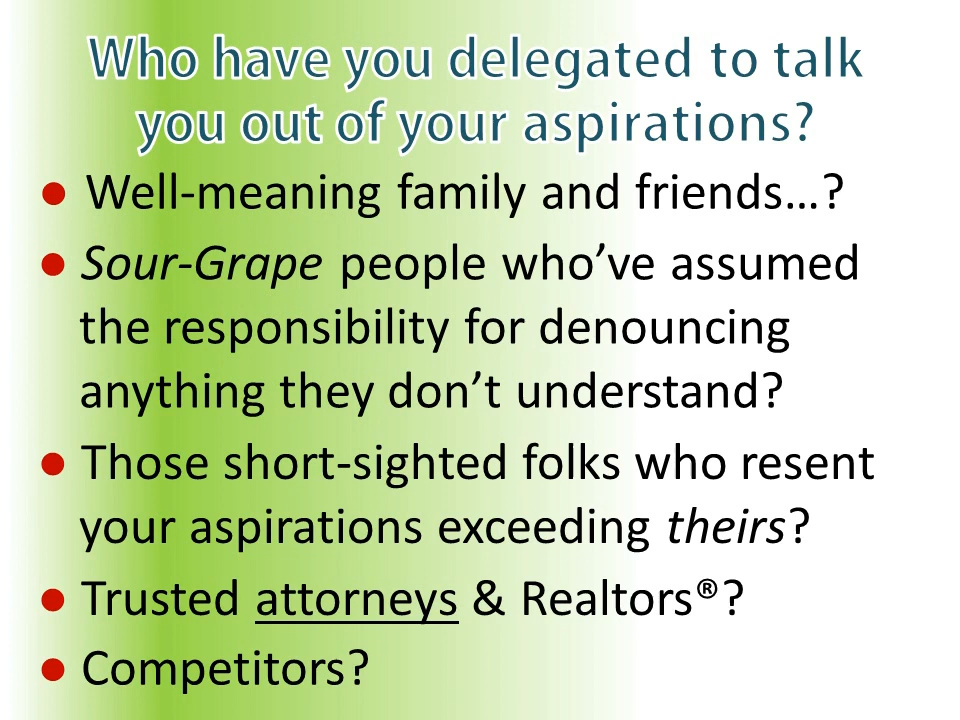 Who have you delegated to talk
you out of your aspirations?
● Well-meaning family and friends…?
● Sour-Grape people who’ve assumed
the responsibility for denouncing
anything they don’t understand?
● Those short-sighted folks who resent
your aspirations exceeding theirs?
● Trusted attorneys & Realtors®?
● Competitors?